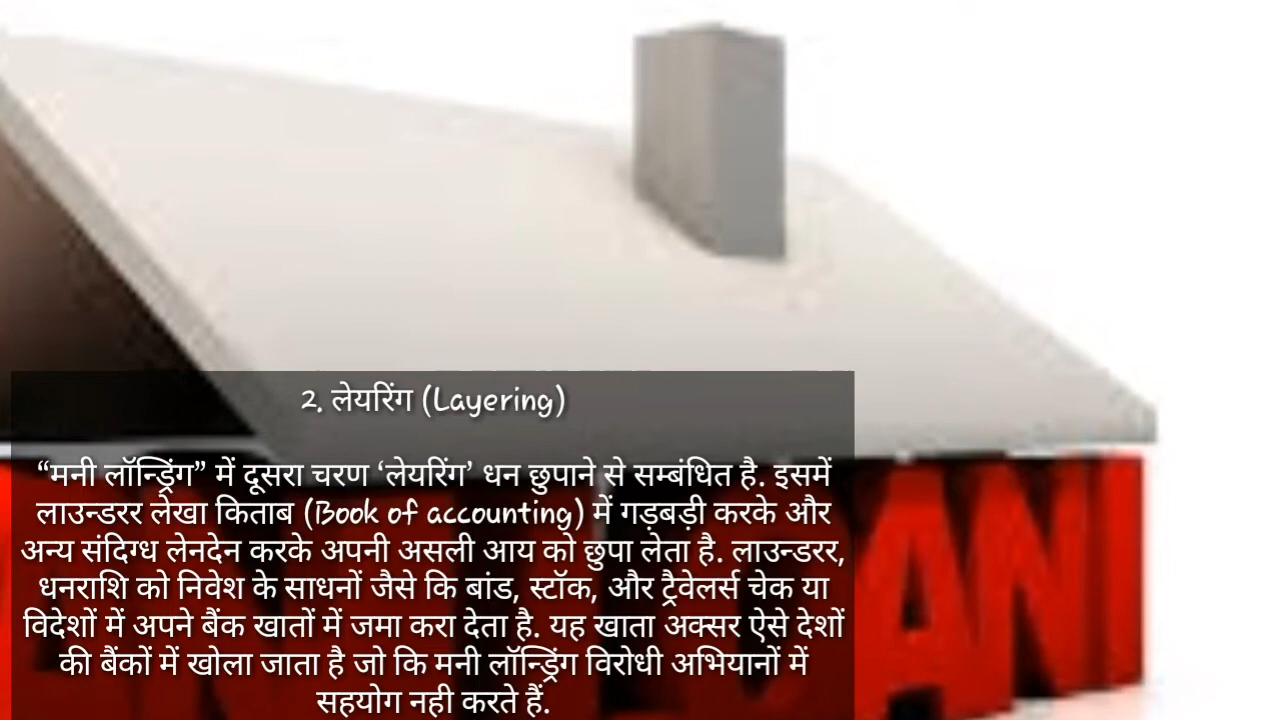 2. लेयरिंग (Layering)
“मनी लॉन्ड्रिंग” में दूसरा चरण ‘लेयरिंग’ धन छुपाने से सम्बंधित है. इसमें
लाउन्डरर लेखा किताब (Book of accounting) में गड़बड़ी करके और
अन्य संदिग्ध लेनदेन करके अपनी असली आय को छुपा लेता है. लाउन्डरर,
धनराशि को निवेश के साधनों जैसे कि बांड, स्टॉक, और ट्रैवेलर्स चेक या
विदेशों में अपने बैंक खातों में जमा करा देता है. यह खाता अक्सर ऐसे देशों
की बैंकों में खोला जाता है जो कि मनी लॉन्ड्रिंग विरोधी अभियानों में
सहयोग नही करते हैं.